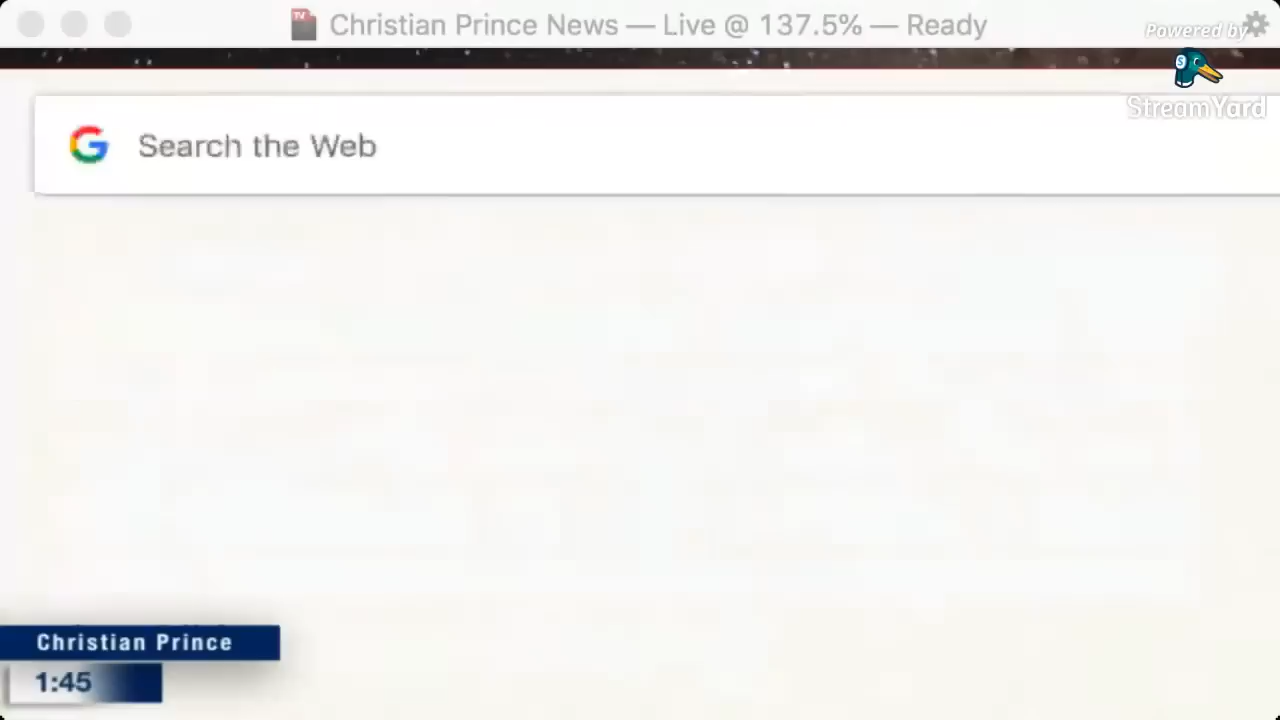 Christian Prince News — Live @ 137.5% — Ready
Powered by
StreamYard
Search the Web
Christian Prince
1:45